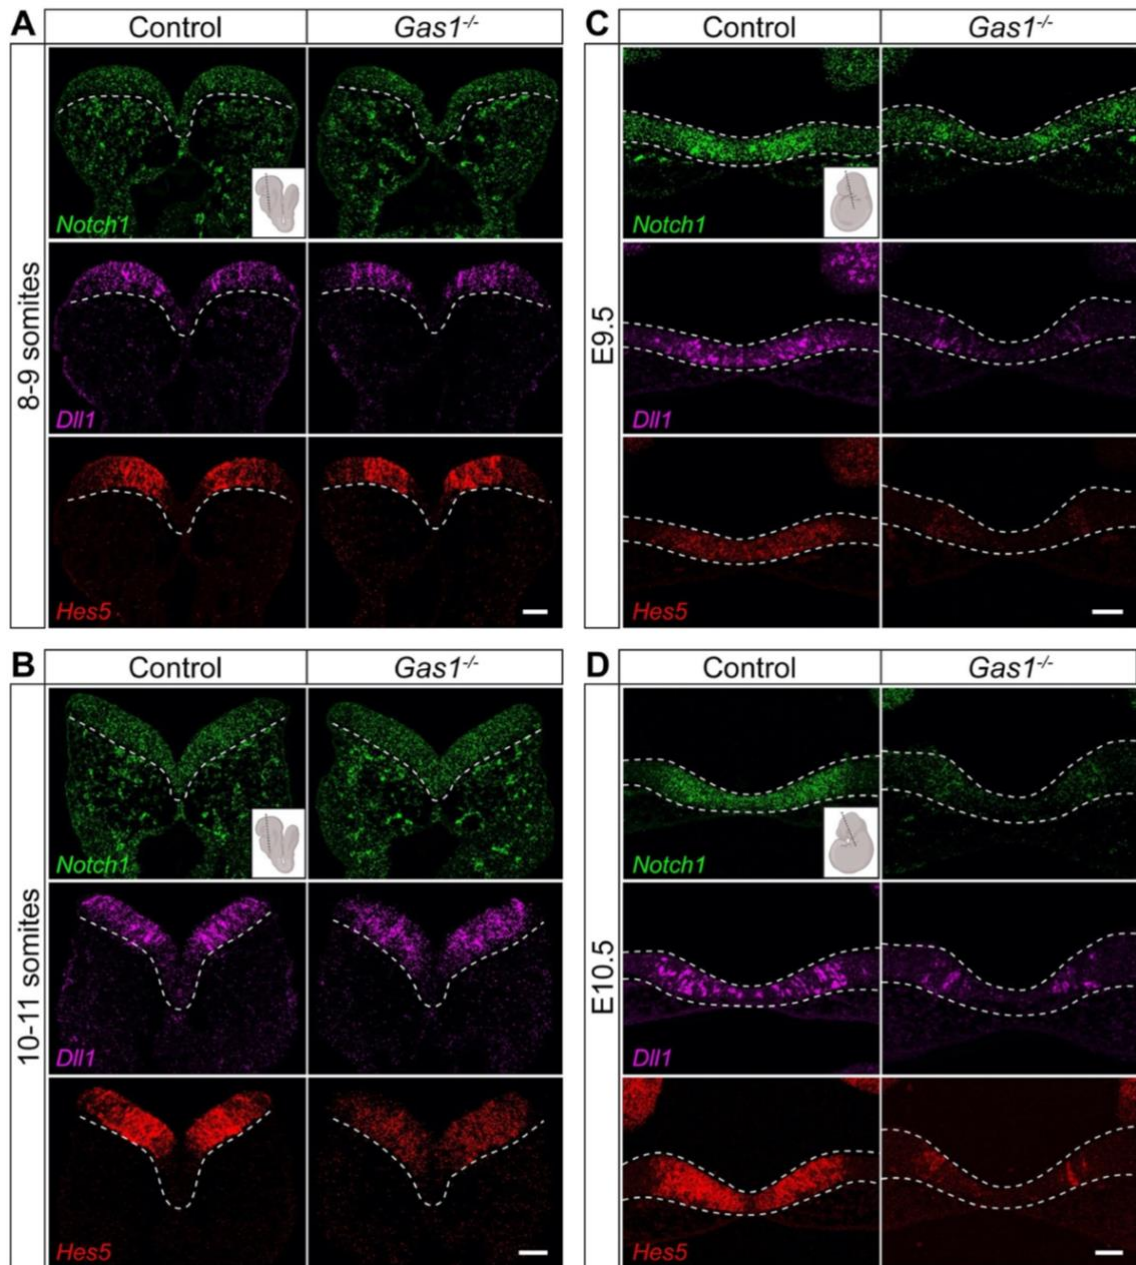 A
Control
Gas1-/-
8-9 somites
Notch1
Dll1
Hes5
B
Control
Gas1-/-
10-11 somites
Notch1
Dll1
Hes5
C
Control
Gas1-/-
E9.5
Notch1
Dll1
Hes5
D
Control
Gas1-/-
E10.5
Notch1
Dll1
Hes5